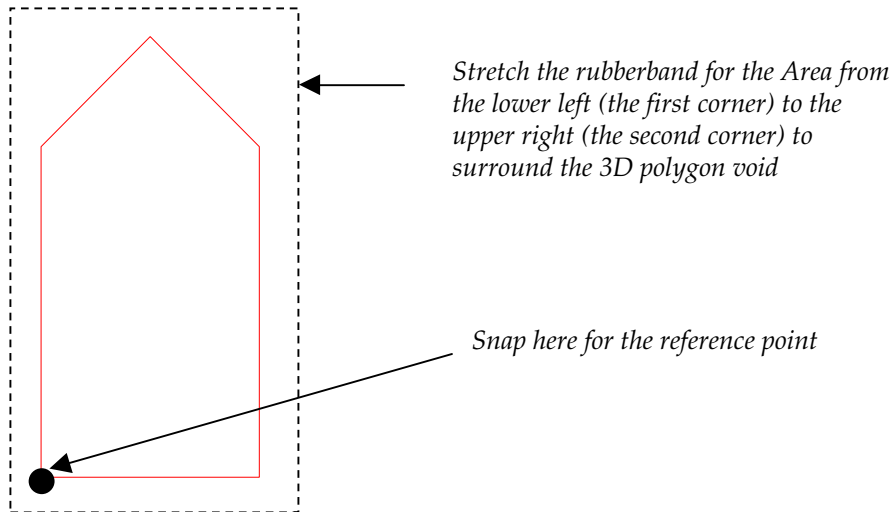 Stretch the rubberband for the Area from
the lower left (the first corner) to the
upper right (the second corner) to
surround the 3D polygon void
Snap here for the reference point